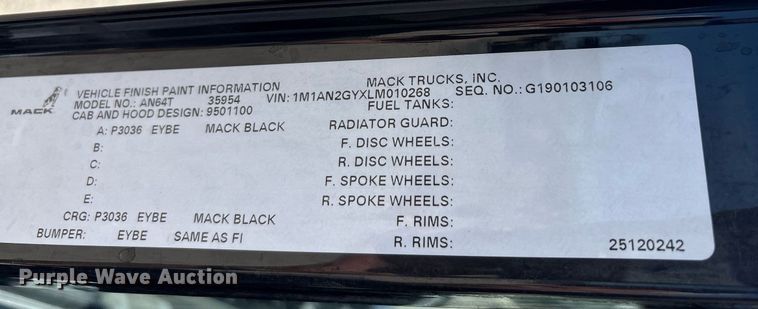 MACK TRUCKS, INC.
MACK
VEHICLE FINISH PAINT INFORMATION
MODEL NO.: AN64T 35954 VIN: 1M1AN2GYXLM010268 SEQ. NO.: G190103106
CAB AND HOOD DESIGN: 9501100 FUEL TANKS:
A: P3036 EYBE MACK BLACK RADIATOR GUARD:
B: F. DISC WHEELS:
C: R. DISC WHEELS:
D: F. SPOKE WHEELS:
E: R. SPOKE WHEELS:
CRG: P3036 EYBE MACK BLACK F. RIMS:
BUMPER: EYBE SAME AS FI R. RIMS: 25120242
Purple Wave Auction